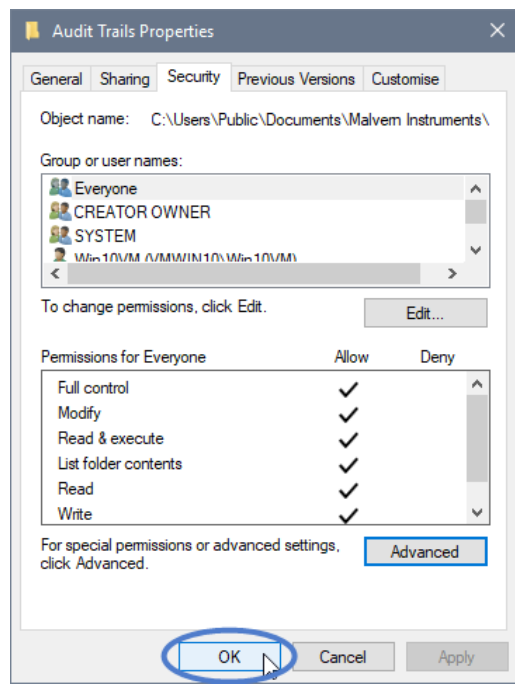 Audit Trails Properties
General Sharing Security Previous Versions Customise
Object name: C:\Users\Public\Documents\Malvern Instruments\
Group or user names:
Everyone
CREATOR OWNER
SYSTEM
Win10VM (VMWIN10\Win10VM)
To change permissions, click Edit.
Edit...
Permissions for Everyone Allow Deny
Full control
Modify
Read & execute
List folder contents
Read
Write
For special permissions or advanced settings,
click Advanced.
Advanced
OK Cancel Apply